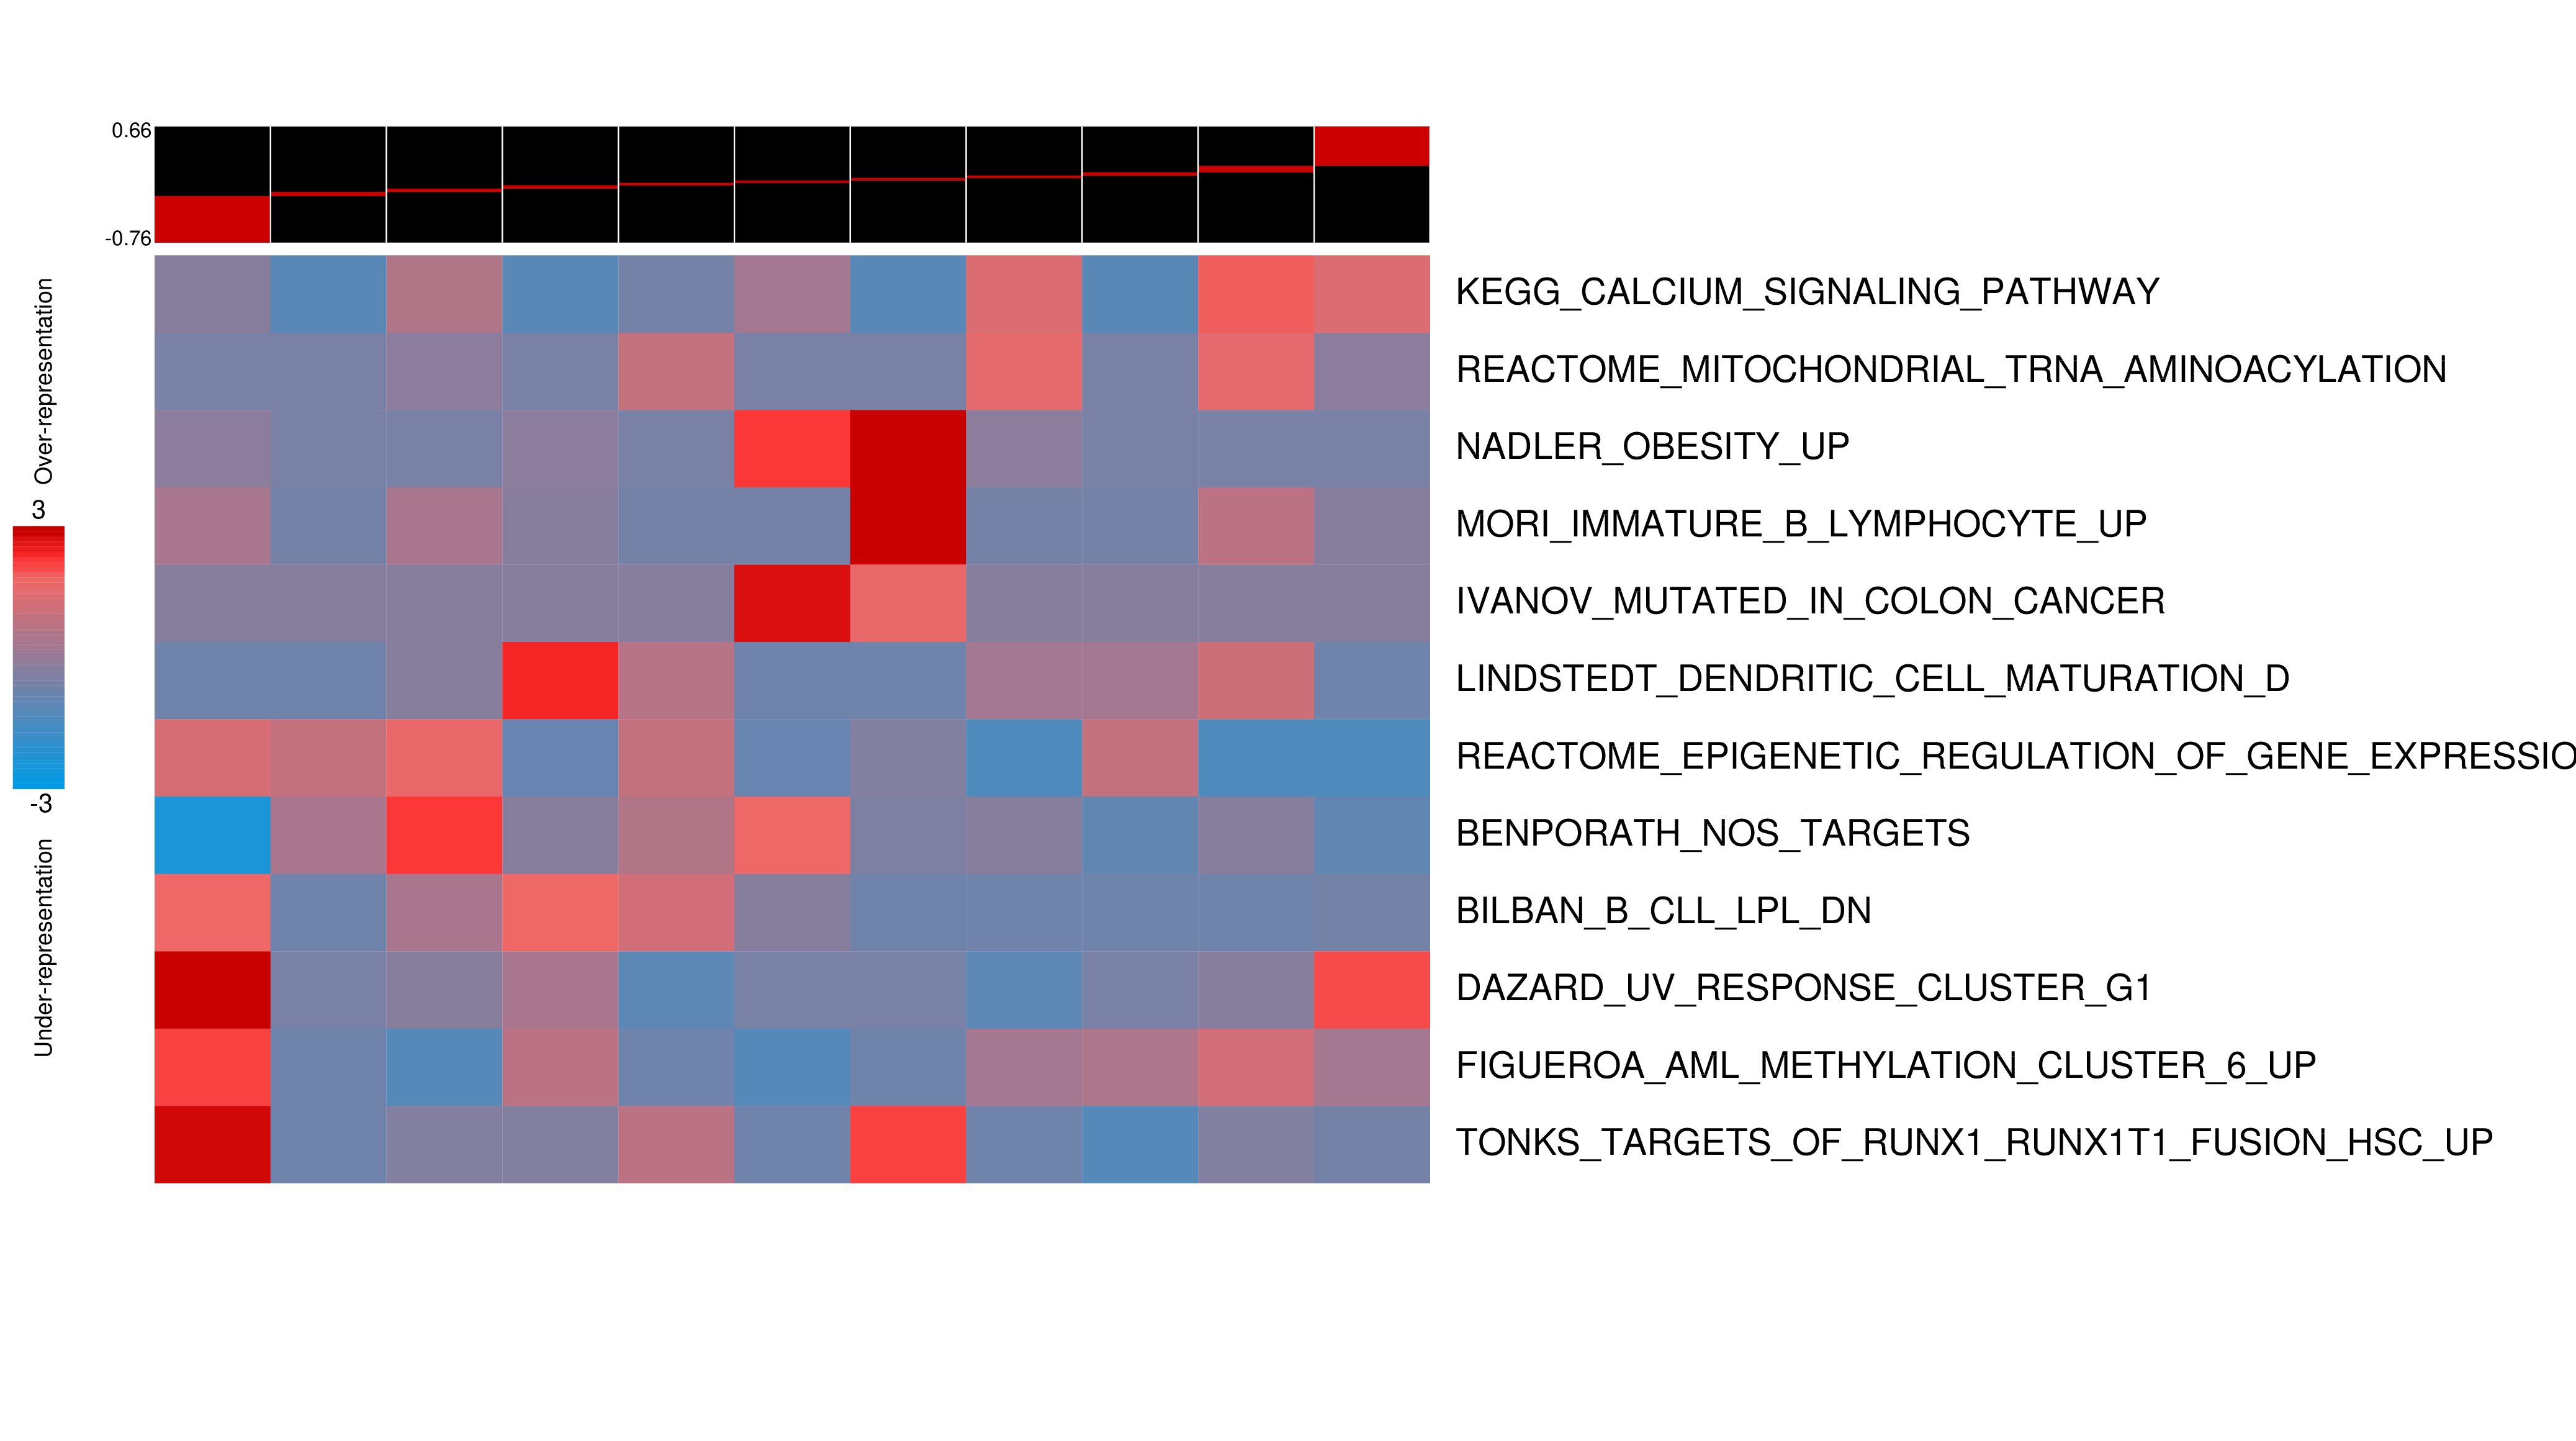 0.66
-0.76
Over-representation
3
-3
Under-representation
KEGG_CALCIUM_SIGNALING_PATHWAY
REACTOME_MITOCHONDRIAL_TRNA_AMINOACYLATION
NADLER_OBESITY_UP
MORI_IMMATURE_B_LYMPHOCYTE_UP
IVANOV_MUTATED_IN_COLON_CANCER
LINDSTEDT_DENDRITIC_CELL_MATURATION_D
REACTOME_EPIGENETIC_REGULATION_OF_GENE_EXPRESSIO
BENPORATH_NOS_TARGETS
BILBAN_B_CLL_LPL_DN
DAZARD_UV_RESPONSE_CLUSTER_G1
FIGUEROA_AML_METHYLATION_CLUSTER_6_UP
TONKS_TARGETS_OF_RUNX1_RUNX1T1_FUSION_HSC_UP